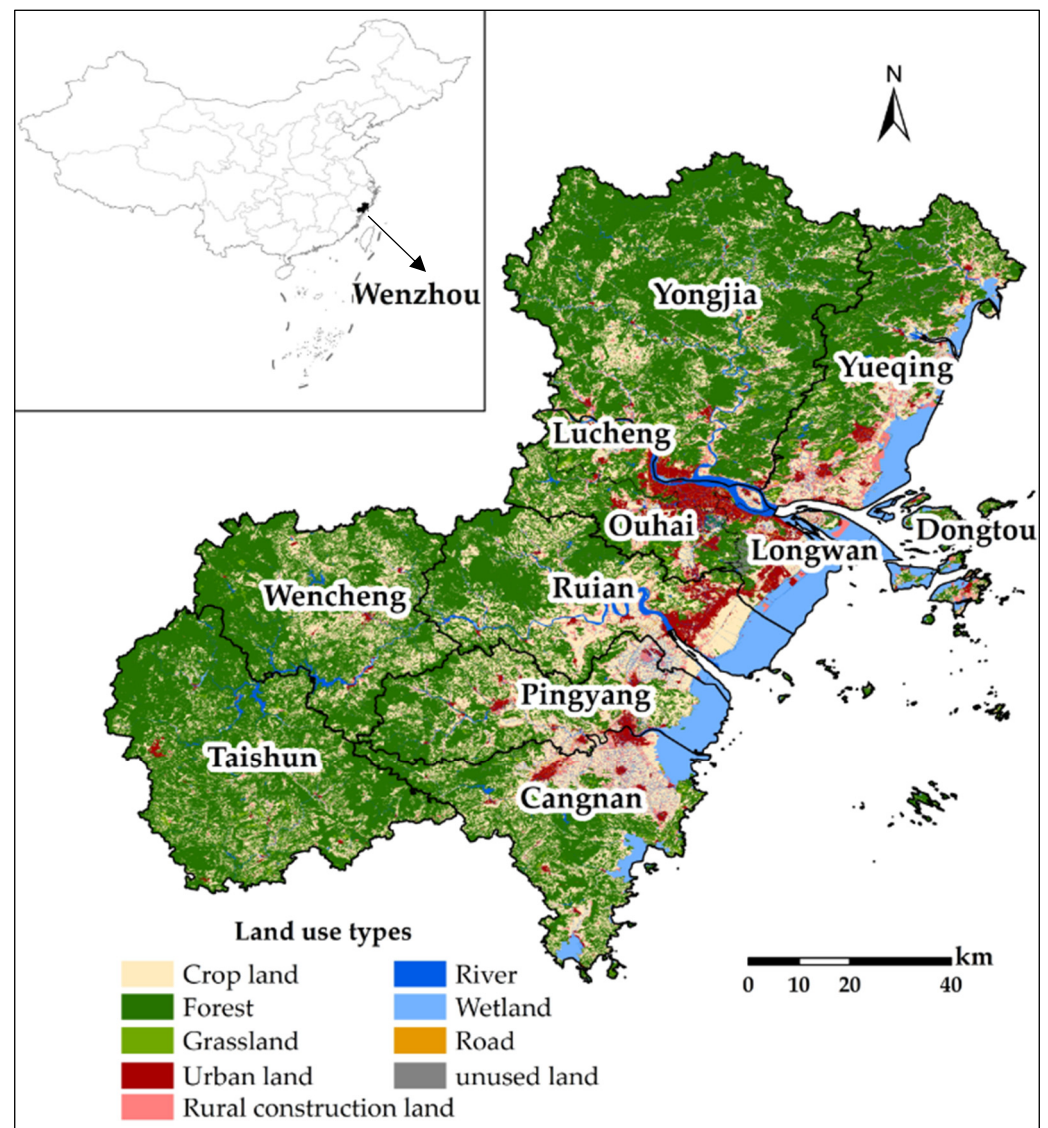 N
Wenzhou
Yongjia
Yueqing
Lucheng
Ouhai
Longwan
Dongtou
Wencheng
Ruian
Pingyang
Taishun
Cangnan
Land use types
Crop land
River
Forest
Wetland
Grassland
Road
Urban land
unused land
Rural construction land
km
0 10 20 40